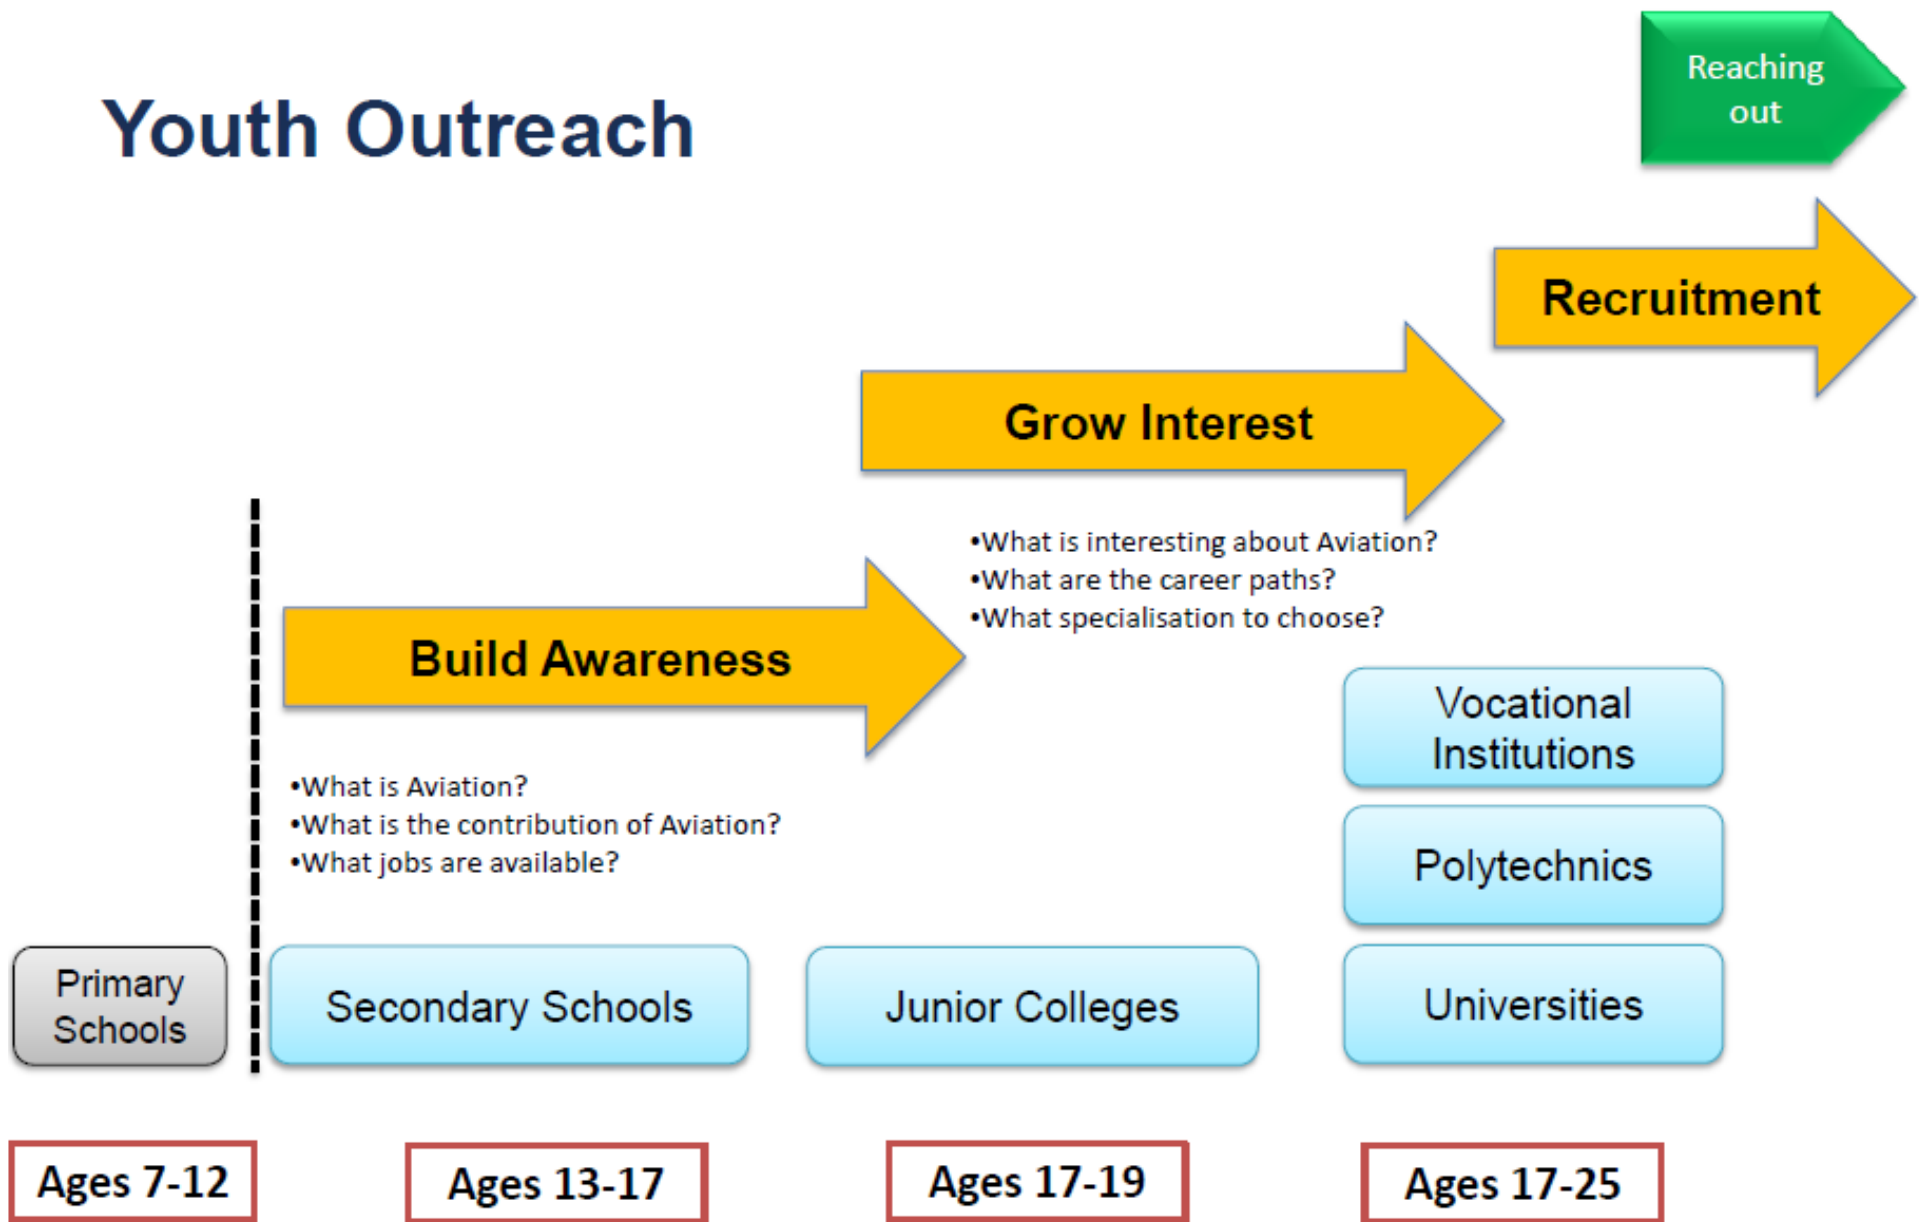 Youth Outreach
Reaching
out
Recruitment
Grow Interest
•What is interesting about Aviation?
•What are the career paths?
•What specialisation to choose?
Build Awareness
•What is Aviation?
•What is the contribution of Aviation?
•What jobs are available?
Vocational
Institutions
Polytechnics
Primary
Schools
Secondary Schools
Junior Colleges
Universities
Ages 7-12
Ages 13-17
Ages 17-19
Ages 17-25